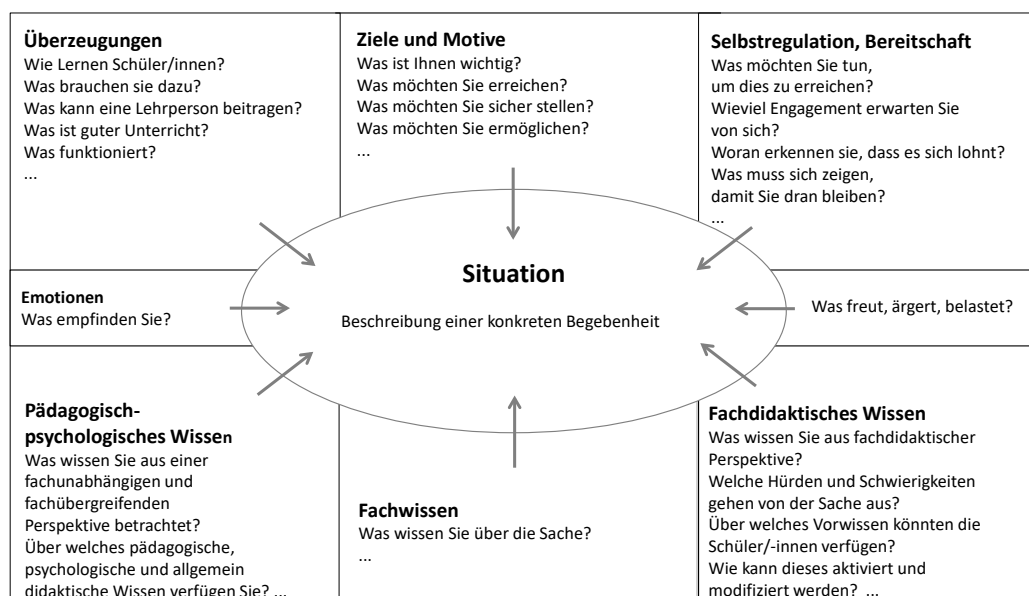 Überzeugungen
Wie Lernen Schüler/innen?
Was brauchen sie dazu?
Was kann eine Lehrperson beitragen?
Was ist guter Unterricht?
Was funktioniert?
...
Ziele und Motive
Was ist Ihnen wichtig?
Was möchten Sie erreichen?
Was möchten Sie sicher stellen?
Was möchten Sie ermöglichen?
...
Selbstregulation, Bereitschaft
Was möchten Sie tun,
um dies zu erreichen?
Wieviel Engagement erwarten Sie
von sich?
Woran erkennen sie, dass es sich lohnt?
Was muss sich zeigen,
damit Sie dran bleiben?
...
Situation
Beschreibung einer konkreten Begebenheit
Emotionen
Was empfinden Sie?
Was freut, ärgert, belastet?
Pädagogisch-
psychologisches Wissen
Was wissen Sie aus einer
fachunabhängigen und
fachübergreifenden
Perspektive betrachtet?
Über welches pädagogische,
psychologische und allgemein
didaktische Wissen verfügen Sie? ...
Fachwissen
Was wissen Sie über die Sache?
...
Fachdidaktisches Wissen
Was wissen Sie aus fachdidaktischer
Perspektive?
Welche Hürden und Schwierigkeiten
gehen von der Sache aus?
Über welches Vorwissen könnten die
Schüler/-innen verfügen?
Wie kann dieses aktiviert und
modifiziert werden? ...